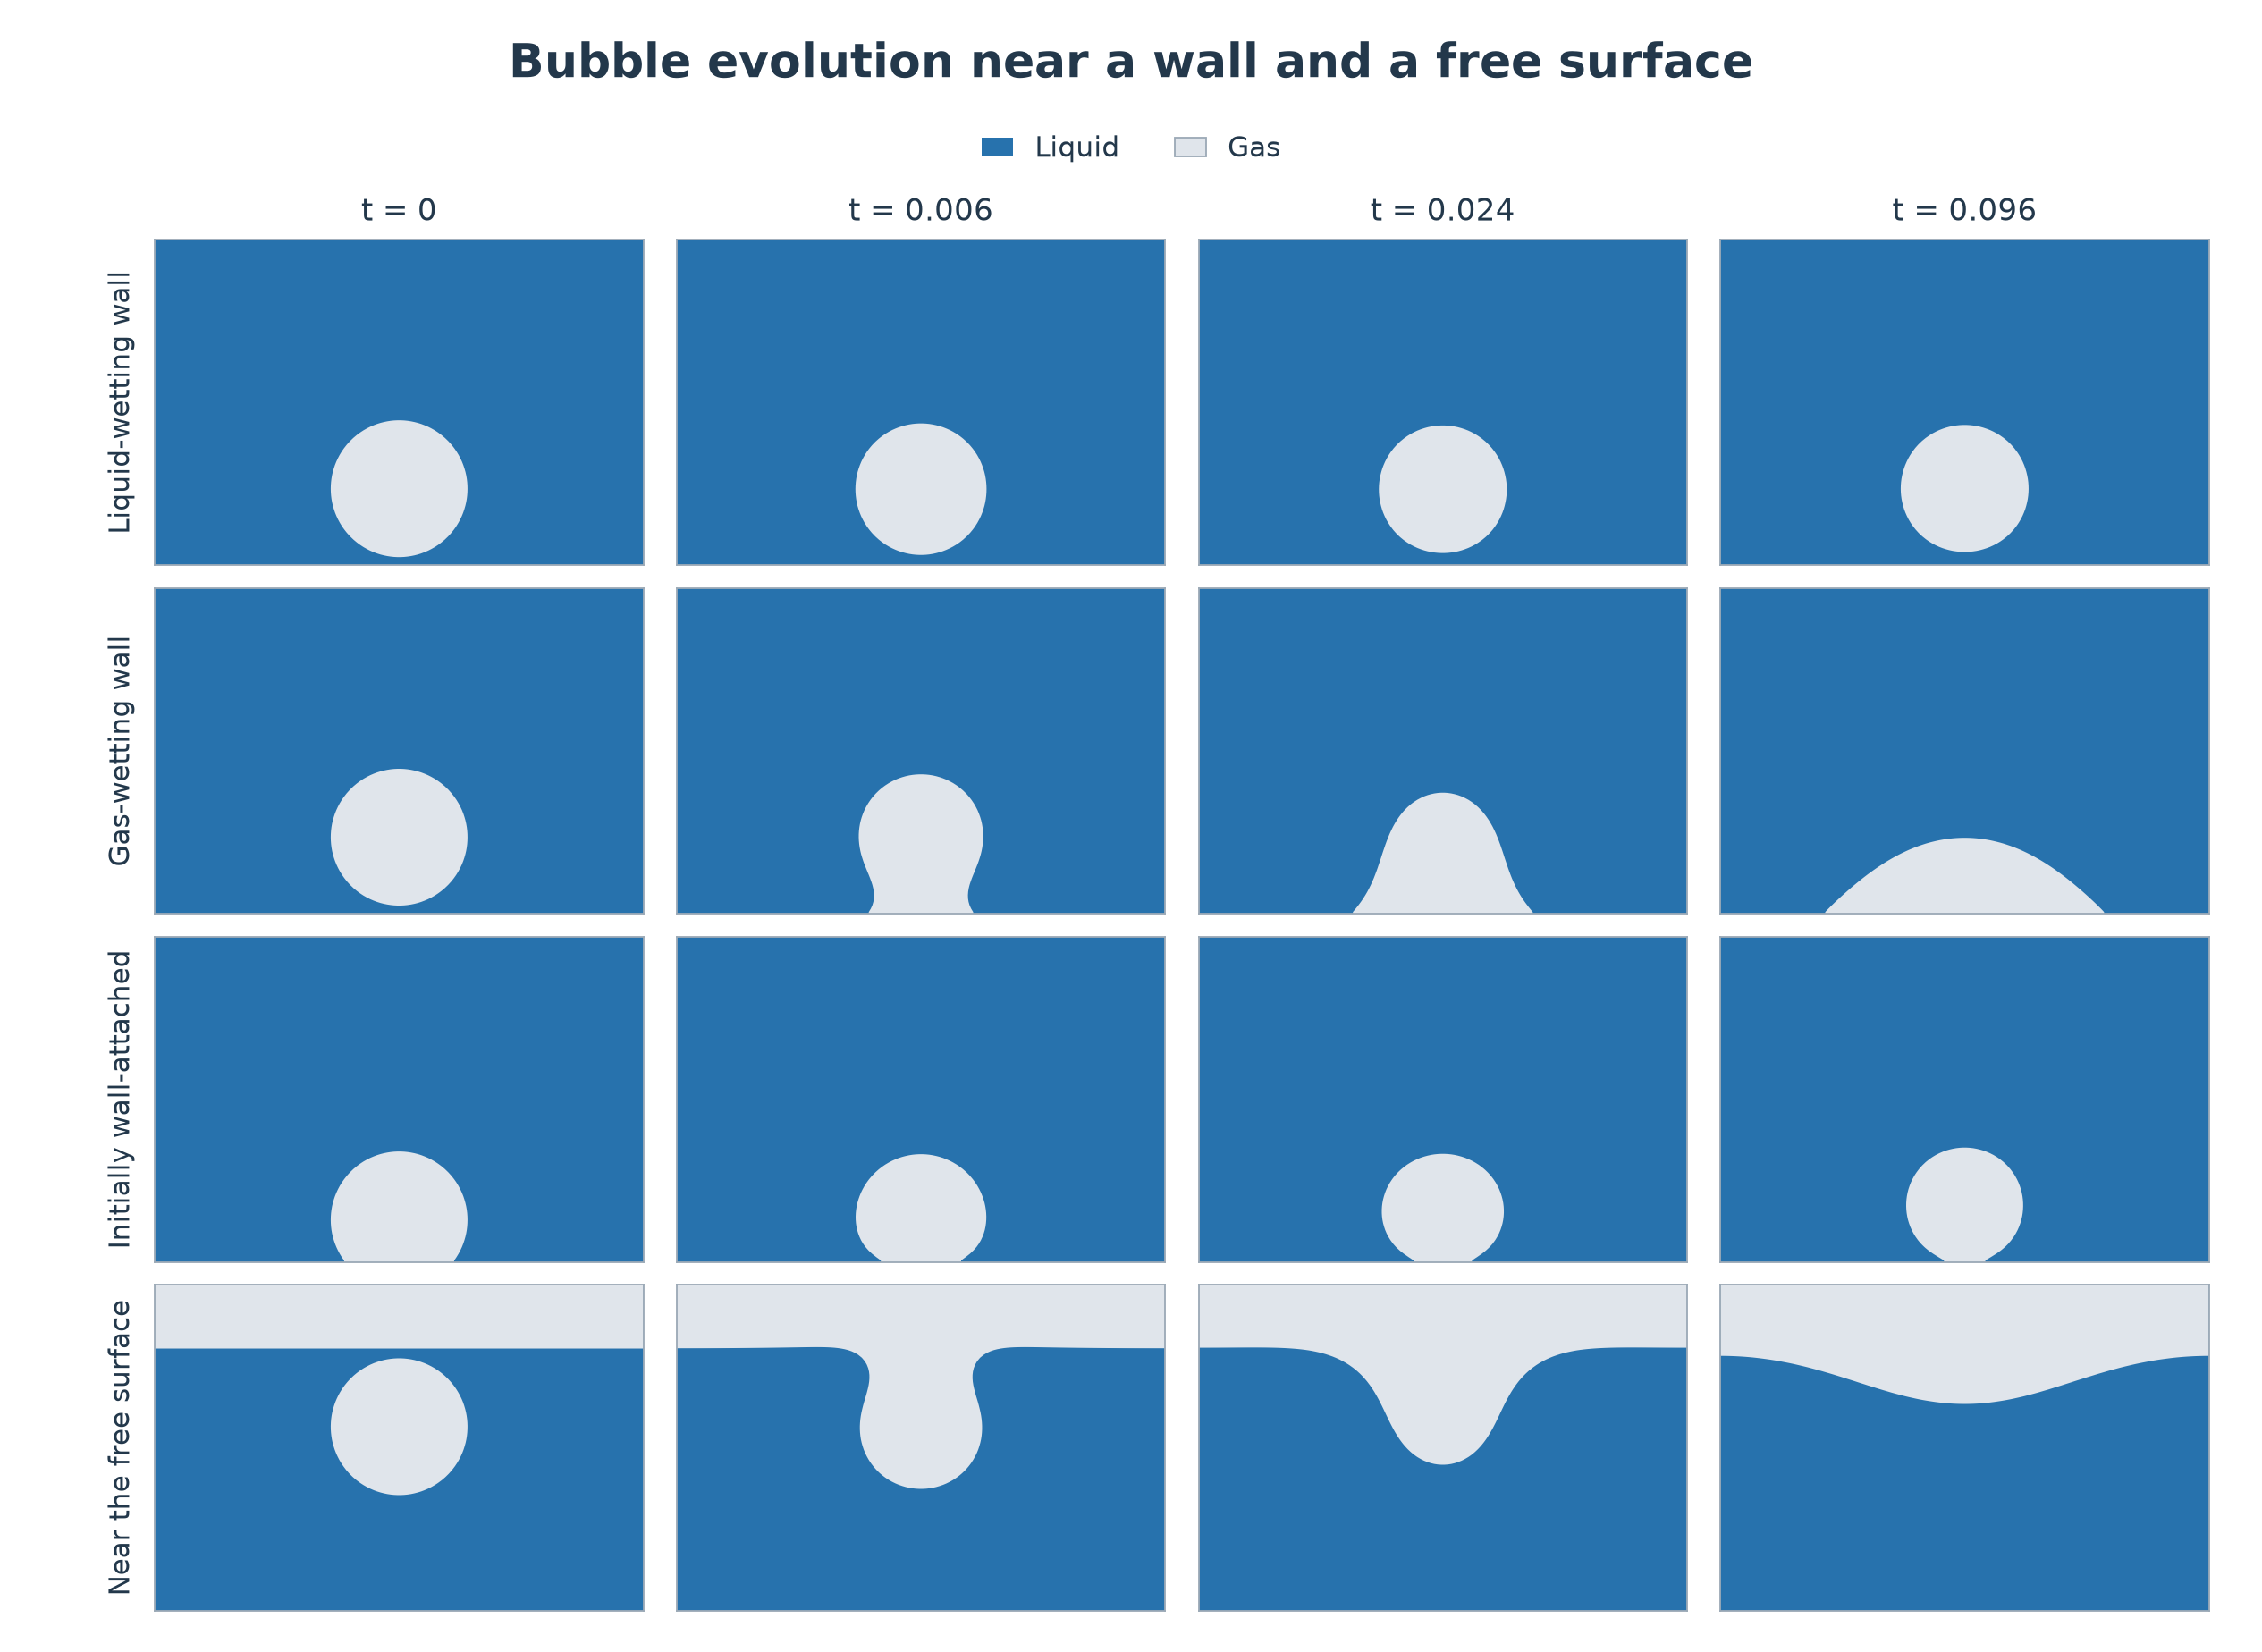 Bubble evolution near a wall and a free surface
Liquid
Gas
t = 0
t = 0.006
t = 0.024
t = 0.096
Liquid-wetting wall
Gas-wetting wall
Initially wall-attached
Near the free surface